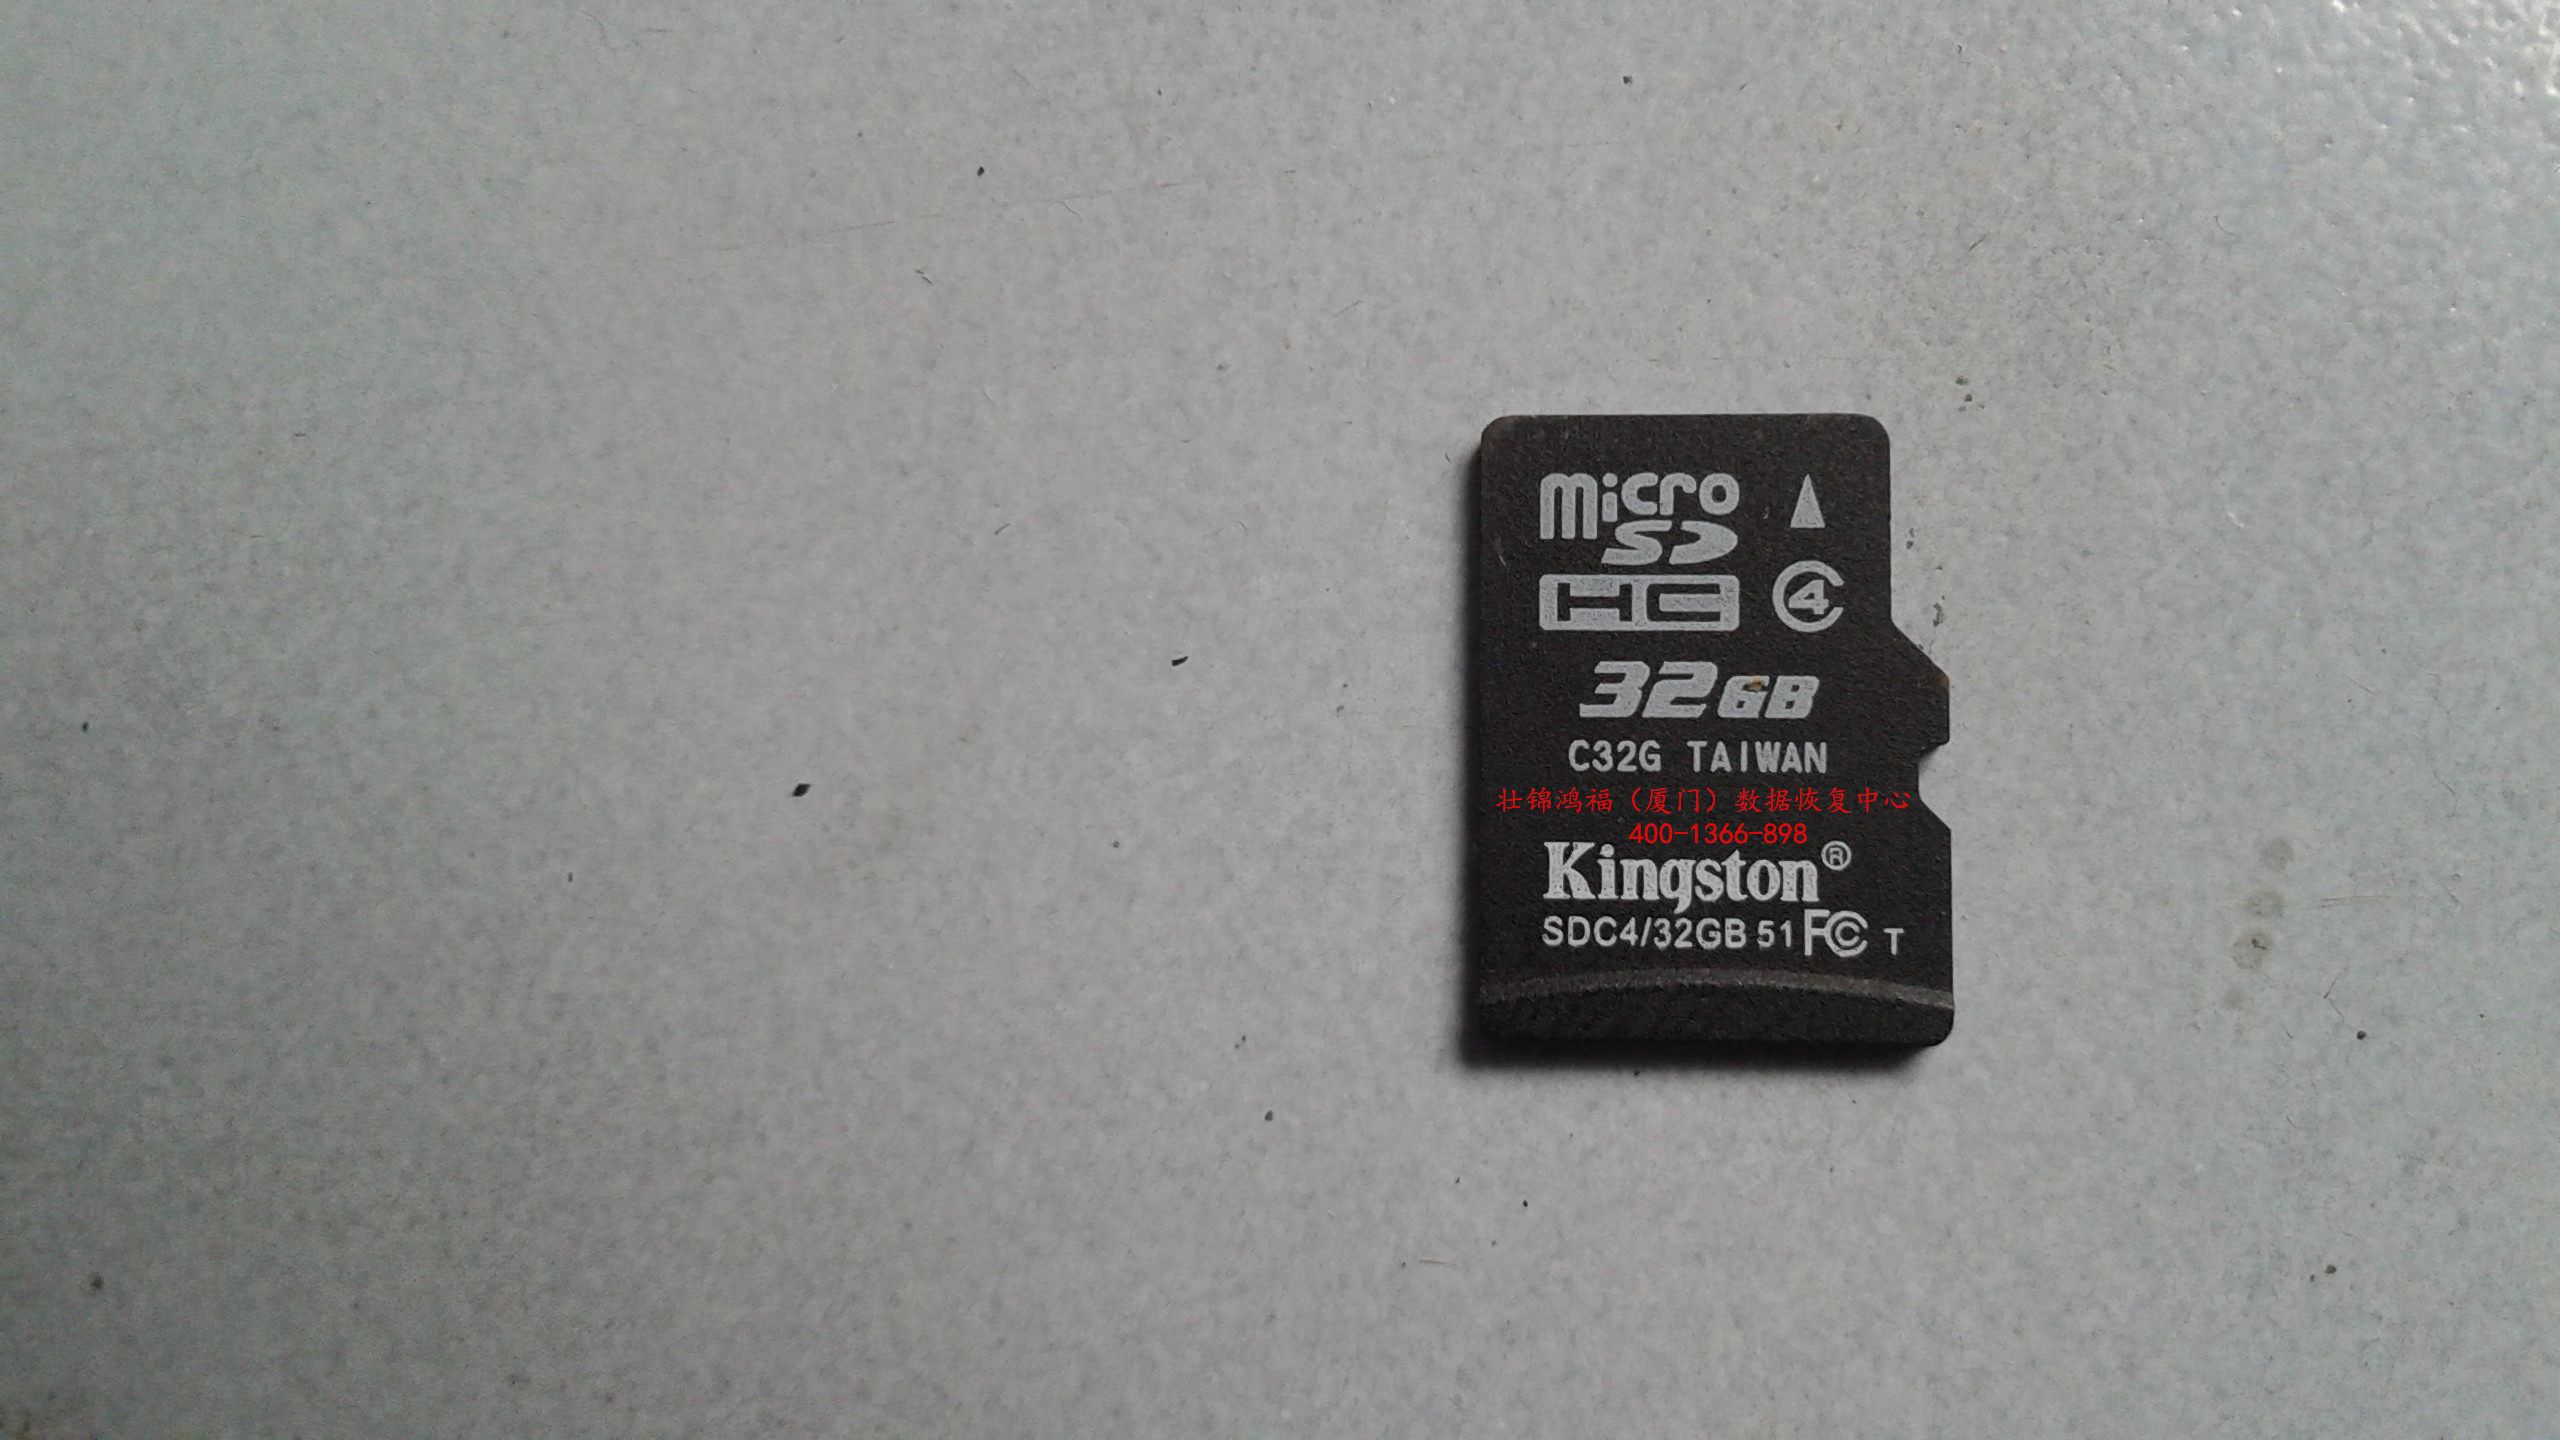 micro
SD
HC 4
32GB
C32G TAIWAN
壮锦鸿福（厦门）数据恢复中心
400-1366-898
Kingston®
SDC4/32GB 51 FC T